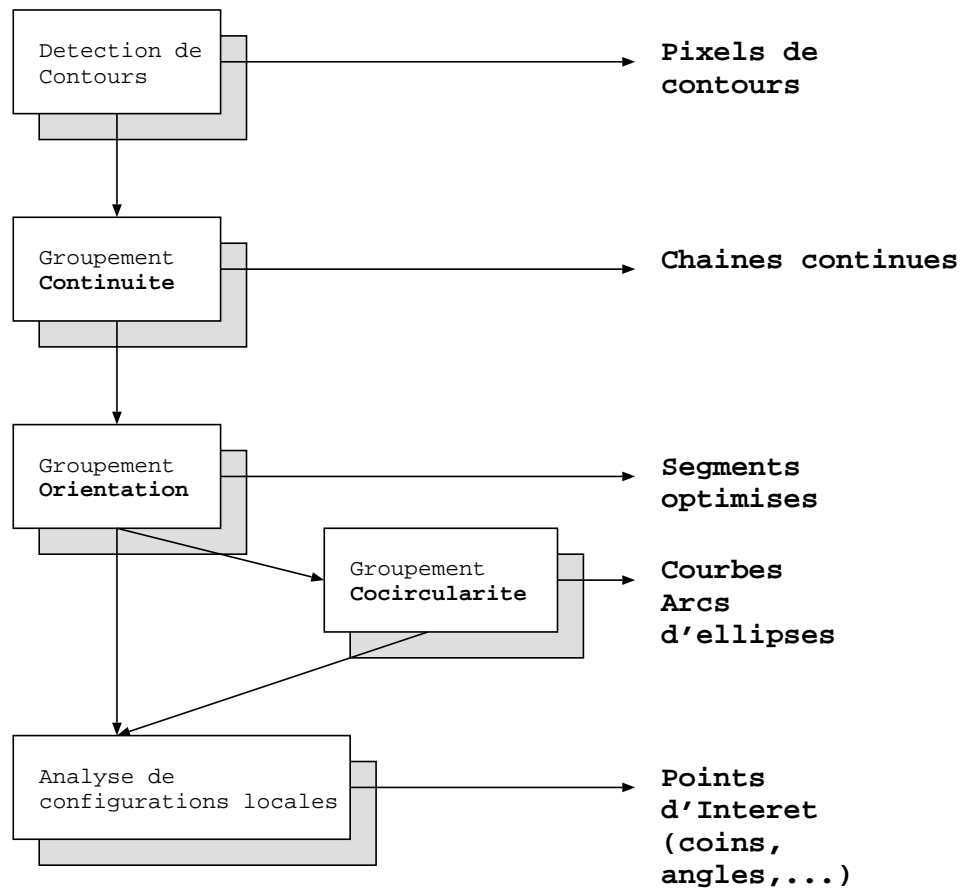 Detection de
Contours
Pixels de
contours
Groupement
Continuite
Chaines continues
Groupement
Orientation
Segments
optimises
Groupement
Cocircularite
Courbes
Arcs
d'ellipses
Analyse de
configurations locales
Points
d'Interet
(coins,
angles,...)